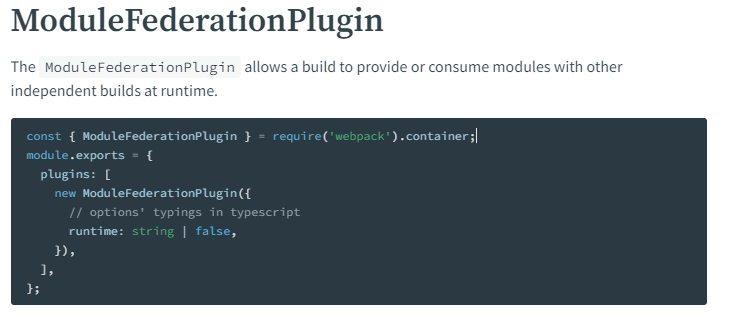 ModuleFederationPlugin
The ModuleFederationPlugin allows a build to provide or consume modules with other
independent builds at runtime.
const { ModuleFederationPlugin } = require('webpack').container;
module.exports = {
  plugins: [
    new ModuleFederationPlugin({
      // options' typings in typescript
      runtime: string | false,
    }),
  ],
};